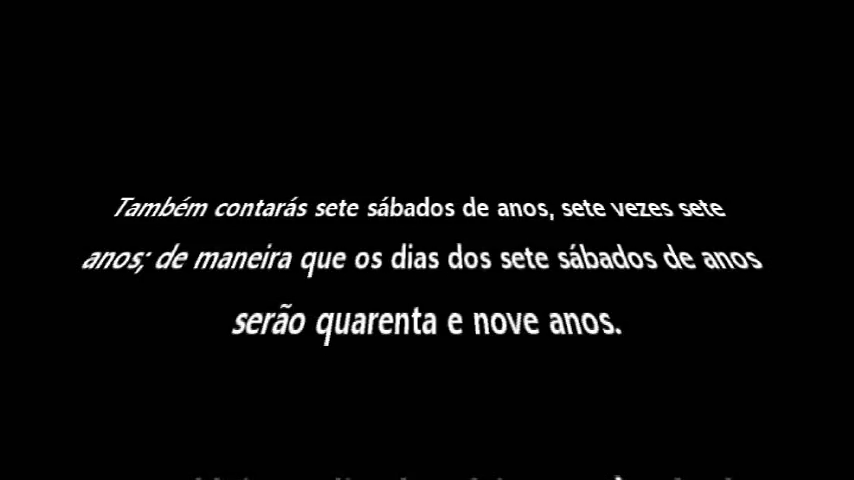 Também contarás sete sábados de anos, sete vezes sete
anos; de maneira que os dias dos sete sábados de anos
serão quarenta e nove anos.